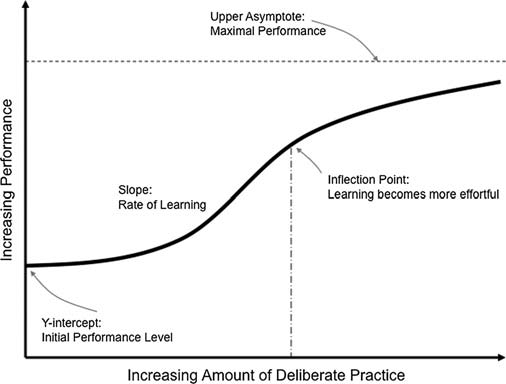 Upper Asymptote:
Maximal Performance
Increasing Performance
Slope:
Rate of Learning
Inflection Point:
Learning becomes more effortful
Y-intercept:
Initial Performance Level
Increasing Amount of Deliberate Practice